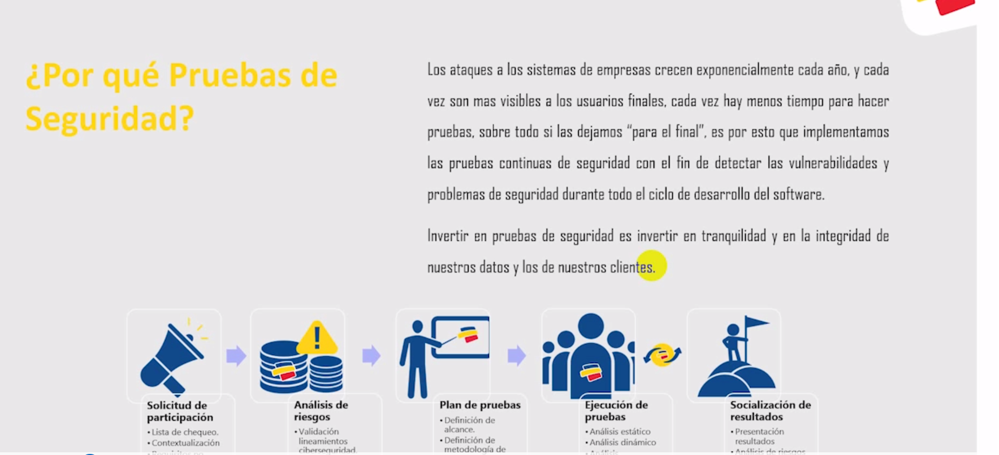 ¿Por qué Pruebas de
Seguridad?
Los ataques a los sistemas de empresas crecen exponencialmente cada año, y cada
vez son mas visibles a los usuarios finales, cada vez hay menos tiempo para hacer
pruebas, sobre todo si las dejamos “para el final”, es por esto que implementamos
las pruebas continuas de seguridad con el fin de detectar las vulnerabilidades y
problemas de seguridad durante todo el ciclo de desarrollo del software.
Invertir en pruebas de seguridad es invertir en tranquilidad y en la integridad de
nuestros datos y los de nuestros clientes.
Solicitud de
participación
• Lista de chequeo.
• Contextualización
• Requisitos no
Análisis de
riesgos
• Validación
lineamientos
ciberseguridad.
Plan de pruebas
• Definición de
alcance.
• Definición de
metodología de
Ejecución de
pruebas
• Análisis estático
• Análisis dinámico
• Análisis
Socialización de
resultados
• Presentación
resultados
• Análisis de riesgos